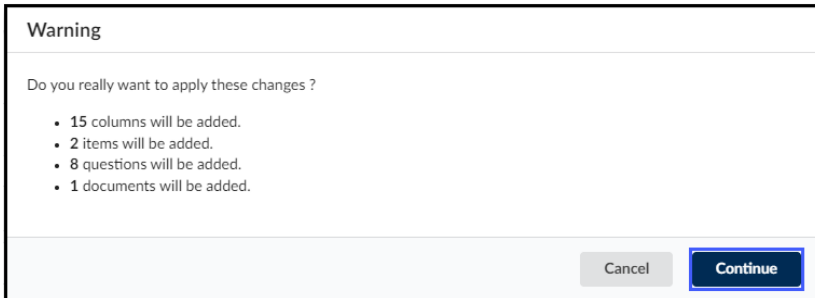 Warning
Do you really want to apply these changes ?
• 15 columns will be added.
• 2 items will be added.
• 8 questions will be added.
• 1 documents will be added.
Cancel Continue